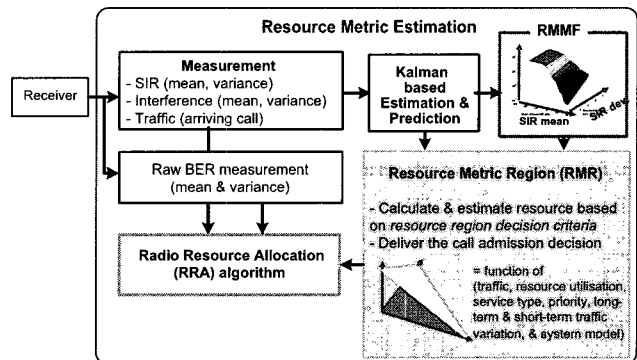 Resource Metric Estimation
Receiver
Measurement
- SIR (mean, variance)
- Interference (mean, variance)
- Traffic (arriving call)
Raw BER measurement
(mean & variance)
Radio Resource Allocation
(RRA) algorithm
Kalman
based
Estimation &
Prediction
RMMF
SIR mean
SIR dev.
Resource Metric Region (RMR)
- Calculate & estimate resource based
on resource region decision criteria
- Deliver the call admission decision
= function of
(traffic, resource utilisation,
service type, priority, long-
term & short-term traffic
variation, & system model)